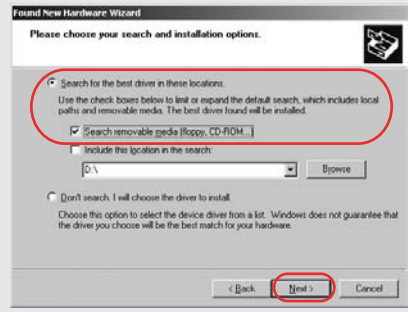 Found New Hardware Wizard
Please choose your search and installation options.
Search for the best driver in these locations.
Use the check boxes below to limit or expand the default search, which includes local
paths and removable media. The best driver found will be installed.
Search removable media (floppy, CD-ROM...)
Include this location in the search:
D:\
Browse
Don't search. I will choose the driver to install.
Choose this option to select the device driver from a list. Windows does not guarantee that
the driver you choose will be the best match for your hardware.
< Back
Next >
Cancel